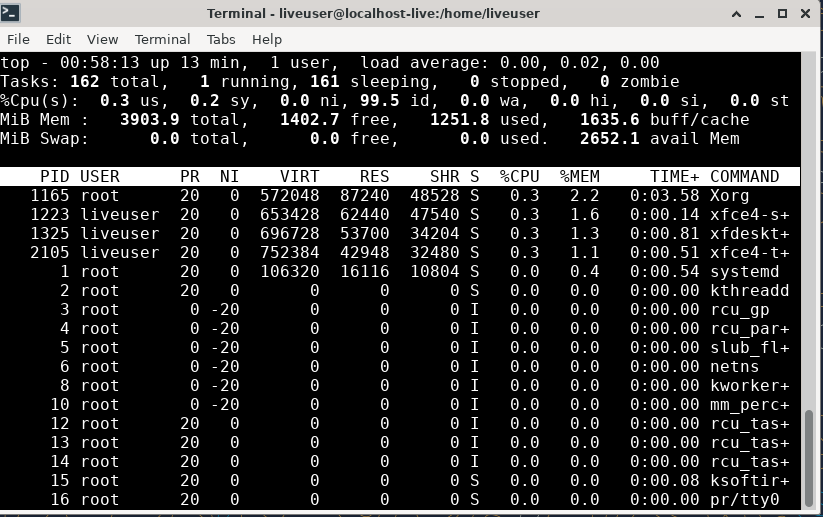 Terminal - liveuser@localhost-live:/home/liveuser
File Edit View Terminal Tabs Help
top - 00:58:13 up 13 min,  1 user,  load average: 0.00, 0.02, 0.00
Tasks: 162 total,   1 running, 161 sleeping,   0 stopped,   0 zombie
%Cpu(s):  0.3 us,  0.2 sy,  0.0 ni, 99.5 id,  0.0 wa,  0.0 hi,  0.0 si,  0.0 st
MiB Mem :   3903.9 total,   1402.7 free,   1251.8 used,   1635.6 buff/cache
MiB Swap:      0.0 total,      0.0 free,      0.0 used.   2652.1 avail Mem
    PID USER      PR  NI    VIRT    RES    SHR S  %CPU  %MEM     TIME+ COMMAND
   1165 root      20   0  572048  87240  48528 S   0.3   2.2   0:03.58 Xorg
   1223 liveuser  20   0  653428  62440  47540 S   0.3   1.6   0:00.14 xfce4-s+
   1325 liveuser  20   0  696728  53700  34204 S   0.3   1.3   0:00.81 xfdeskt+
   2105 liveuser  20   0  752384  42948  32480 S   0.3   1.1   0:00.51 xfce4-t+
      1 root      20   0  106320  16116  10804 S   0.0   0.4   0:00.54 systemd
      2 root      20   0       0      0      0 S   0.0   0.0   0:00.00 kthreadd
      3 root       0 -20       0      0      0 I   0.0   0.0   0:00.00 rcu_gp
      4 root       0 -20       0      0      0 I   0.0   0.0   0:00.00 rcu_par+
      5 root       0 -20       0      0      0 I   0.0   0.0   0:00.00 slub_fl+
      6 root       0 -20       0      0      0 I   0.0   0.0   0:00.00 netns
      8 root       0 -20       0      0      0 I   0.0   0.0   0:00.00 kworker+
     10 root       0 -20       0      0      0 I   0.0   0.0   0:00.00 mm_perc+
     12 root      20   0       0      0      0 I   0.0   0.0   0:00.00 rcu_tas+
     13 root      20   0       0      0      0 I   0.0   0.0   0:00.00 rcu_tas+
     14 root      20   0       0      0      0 I   0.0   0.0   0:00.00 rcu_tas+
     15 root      20   0       0      0      0 S   0.0   0.0   0:00.08 ksoftir+
     16 root      20   0       0      0      0 S   0.0   0.0   0:00.00 pr/tty0